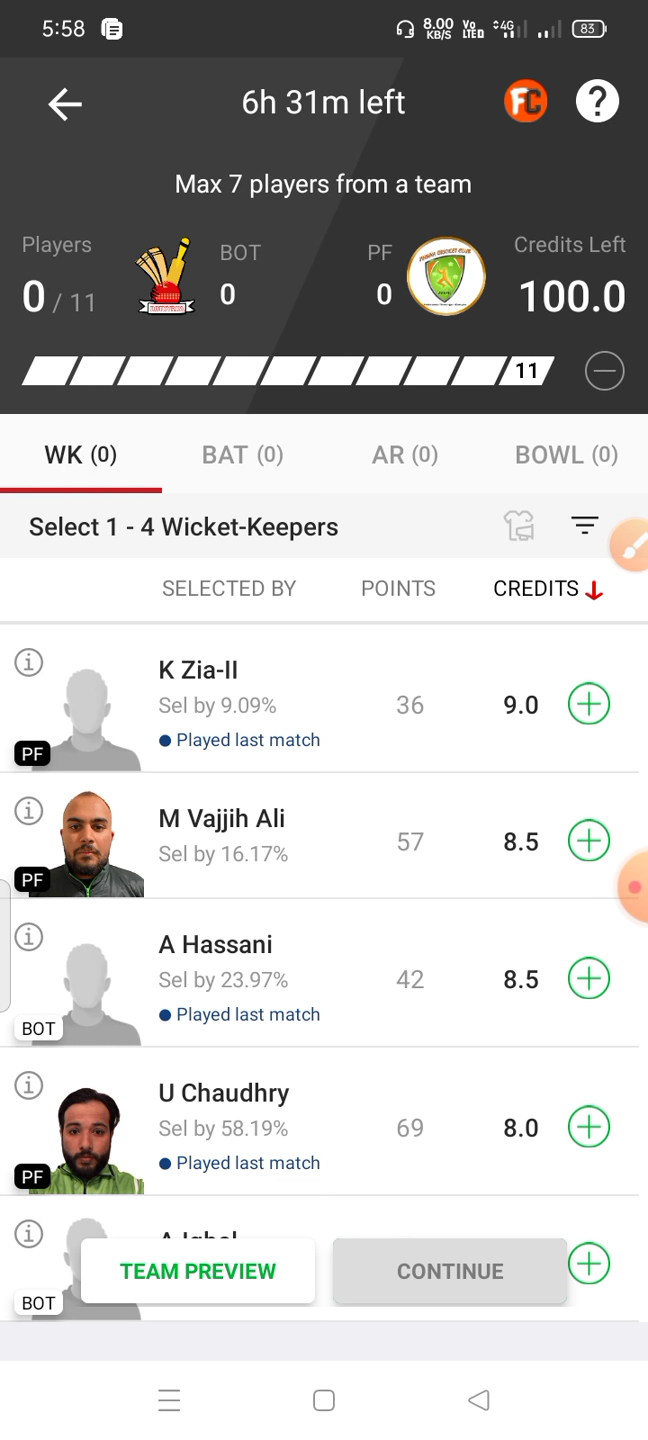 5:58
8.00 KB/S
Vo LTED
4G
83
6h 31m left
FC
?
Max 7 players from a team
Players
BOT
PF
Credits Left
0 / 11
0
0
100.0
11
WK (0)
BAT (0)
AR (0)
BOWL (0)
Select 1 - 4 Wicket-Keepers
SELECTED BY
POINTS
CREDITS
K Zia-II
Sel by 9.09%
36
9.0
Played last match
PF
M Vajjih Ali
Sel by 16.17%
57
8.5
PF
A Hassani
Sel by 23.97%
42
8.5
Played last match
BOT
U Chaudhry
Sel by 58.19%
69
8.0
Played last match
PF
TEAM PREVIEW
CONTINUE
BOT